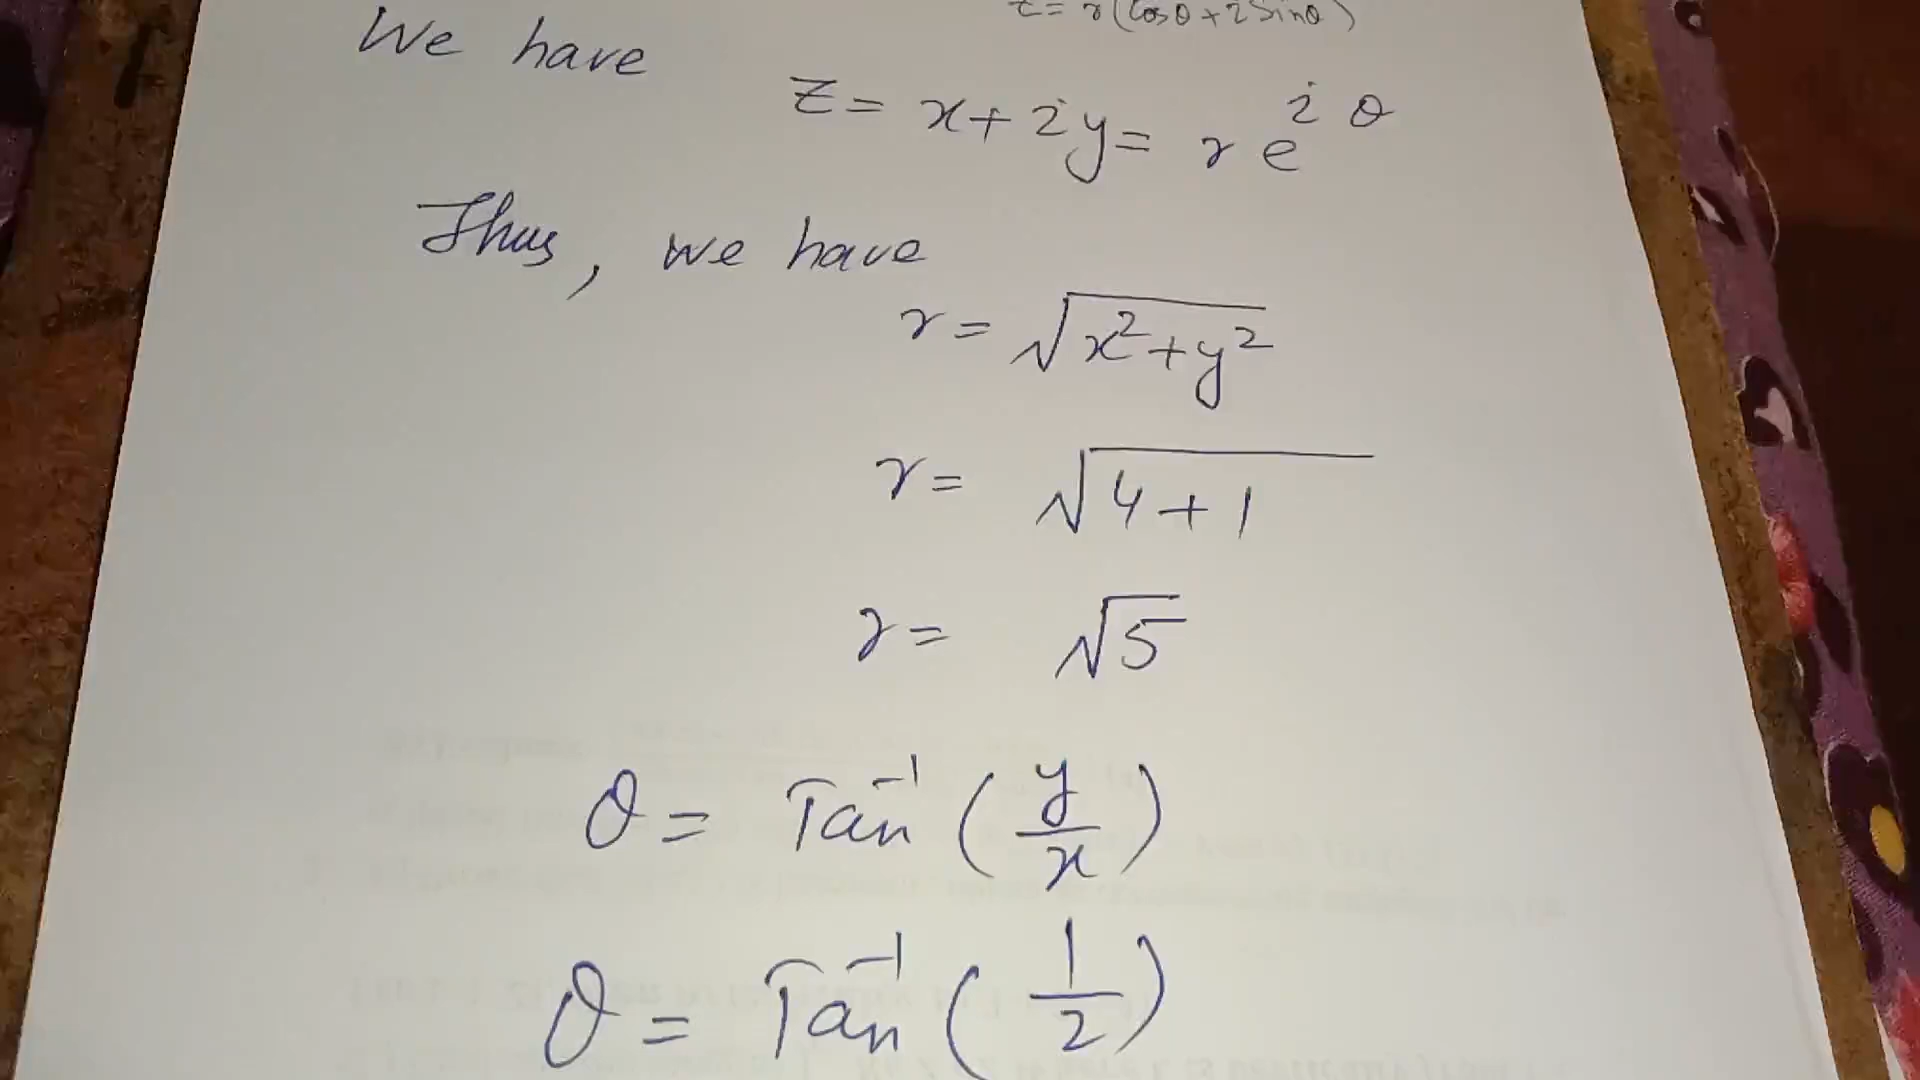 z = r(Cosθ + i Sinθ)
We have
z = x + iy = r e^{iθ}
Thus, we have
r = √(x² + y²)
r = √(4 + 1)
r = √5
θ = Tan⁻¹ (y/x)
θ = Tan⁻¹ (1/2)